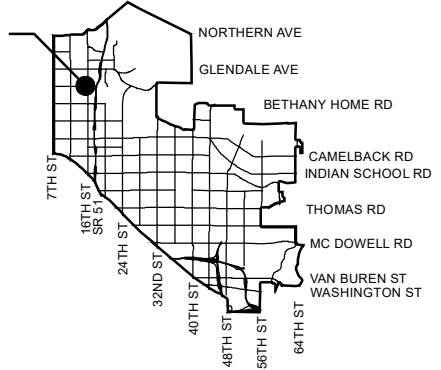 NORTHERN AVE
GLENDALE AVE
BETHANY HOME RD
CAMELBACK RD
INDIAN SCHOOL RD
THOMAS RD
MC DOWELL RD
VAN BUREN ST
WASHINGTON ST
7TH ST
16TH ST
SR 51
24TH ST
32ND ST
40TH ST
48TH ST
56TH ST
64TH ST